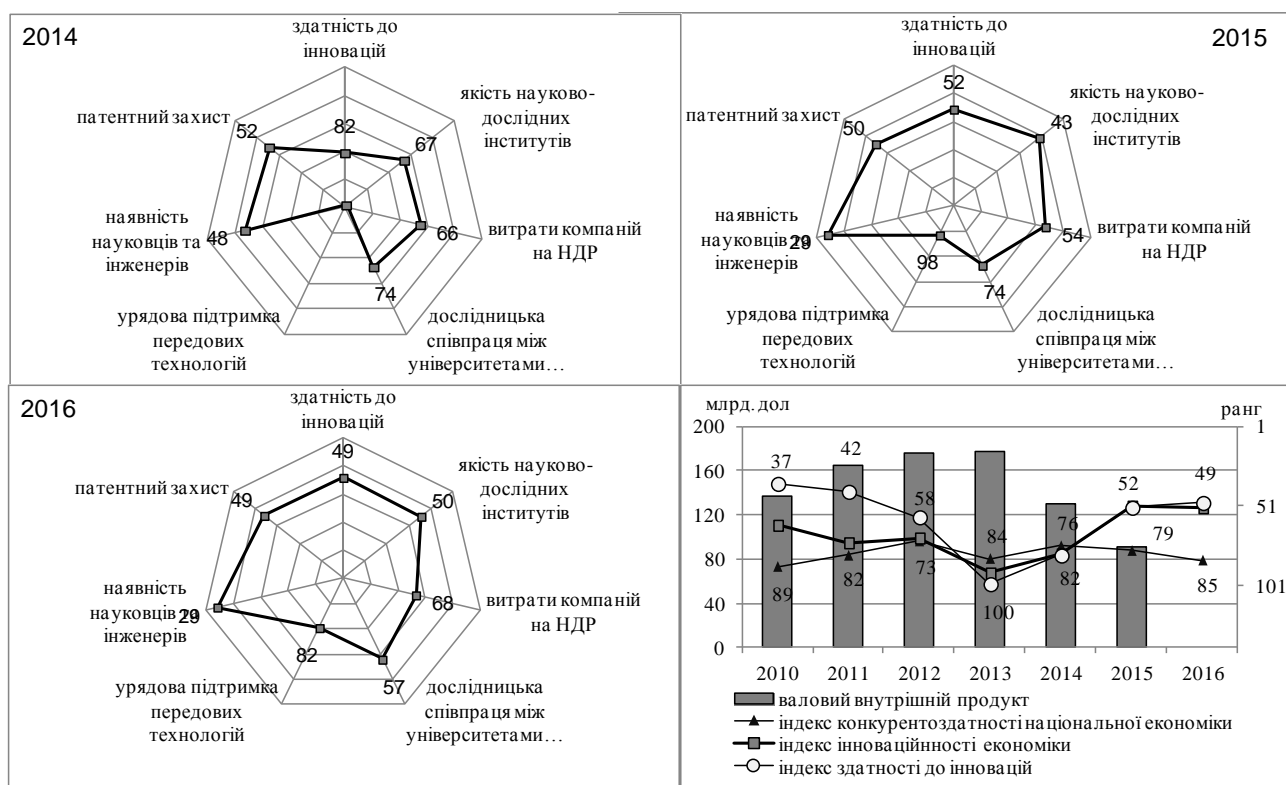 2014
здатність до
інновацій
82
якість науково-
дослідних
інститутів
67
витрати компаній
на НДР
66
дослідницька
співпраця між
університетами…
74
урядова підтримка
передових
технологій
наявність
науковців та
інженерів
48
патентний захист
52
2015
здатність до
інновацій
52
якість науково-
дослідних
інститутів
43
витрати компаній
на НДР
54
дослідницька
співпраця між
університетами…
74
урядова підтримка
передових
технологій
98
наявність
науковців та
інженерів
29
патентний захист
50
2016
здатність до
інновацій
49
якість науково-
дослідних
інститутів
50
витрати компаній
на НДР
68
дослідницька
співпраця між
університетами…
57
урядова підтримка
передових
технологій
82
наявність
науковців та
інженерів
29
патентний захист
49
млрд. дол
ранг
200
160
120
80
40
0
1
51
101
37
42
58
84
76
52
49
89
82
73
100
82
79
85
2010 2011 2012 2013 2014 2015 2016
валовий внутрішній продукт
індекс конкурентоздатності національної економіки
індекс інноваційності економіки
індекс здатності до інновацій